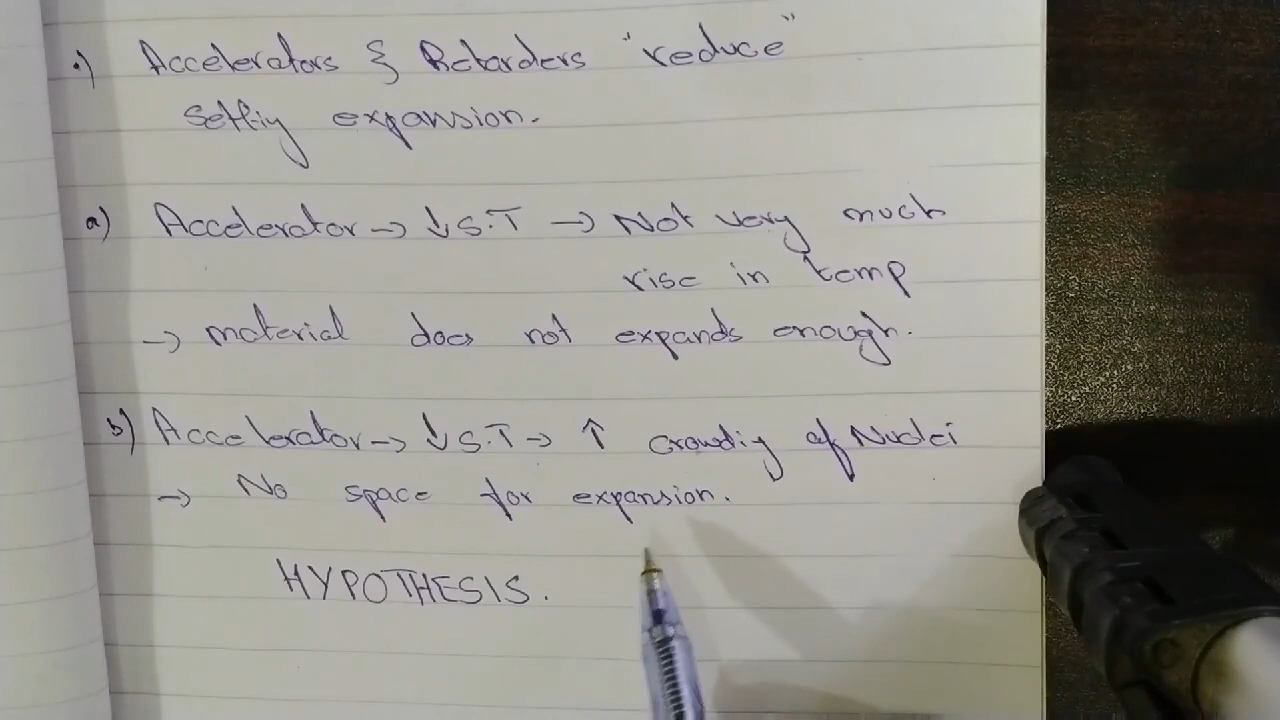 •) Accelerators & Retarders "reduce"
Setting expansion.
a) Accelerator → ↓ S.T → Not very much
rise in temp
→ material does not expands enough.
b) Accelerator → ↓ S.T → ↑ Crowding of Nuclei
→ No space for expansion.
HYPOTHESIS.